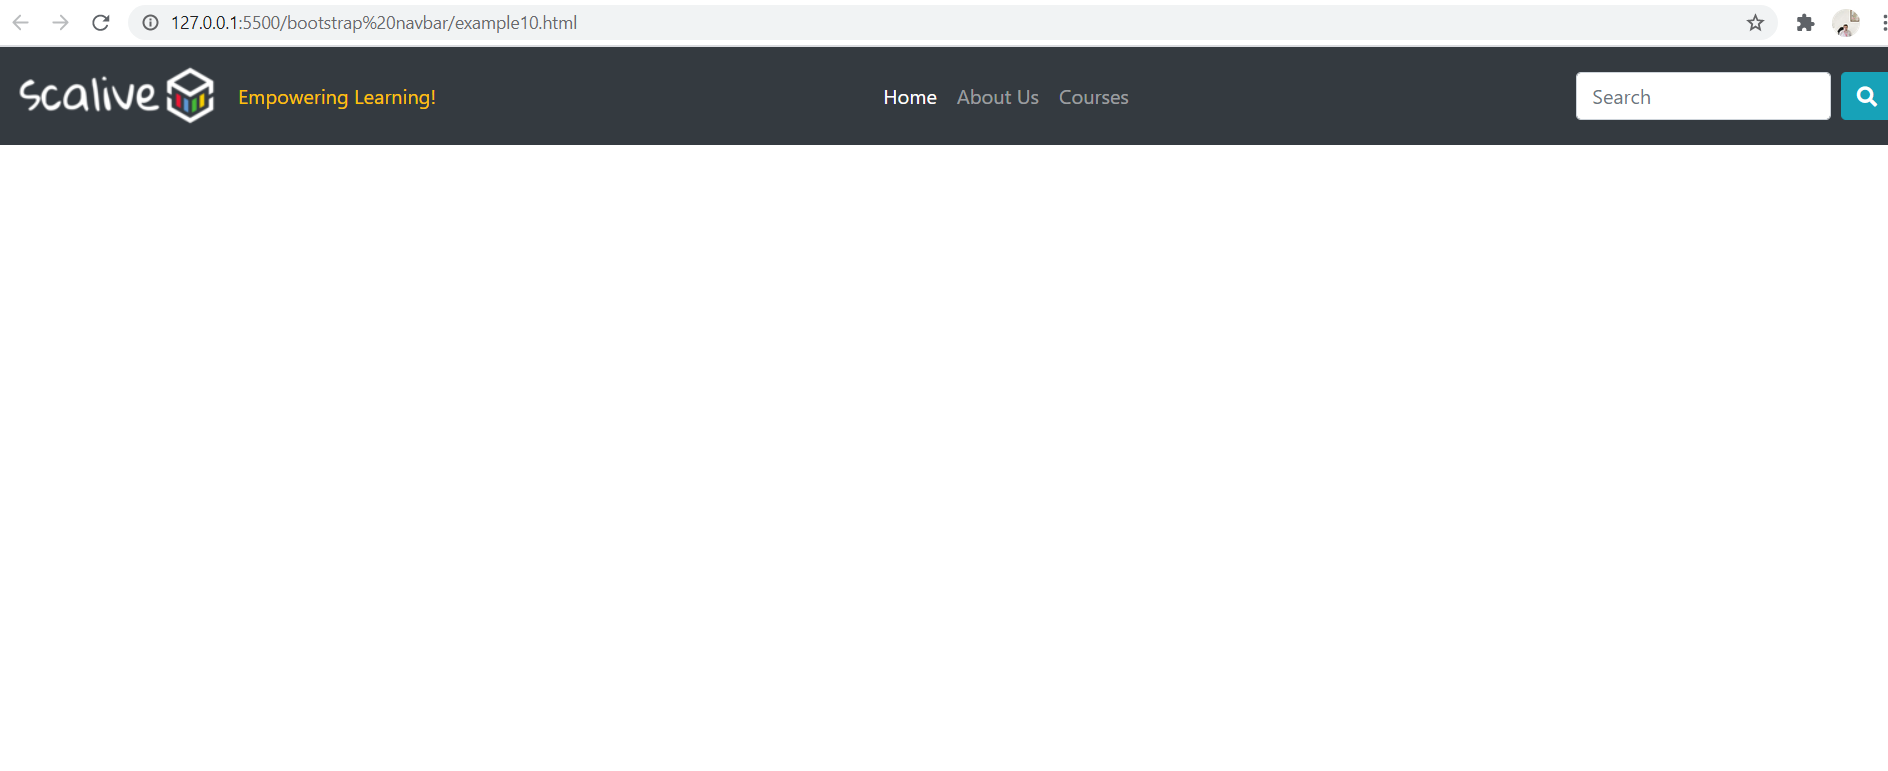 127.0.0.1:5500/bootstrap%20navbar/example10.html
scalive Empowering Learning! Home About Us Courses Search